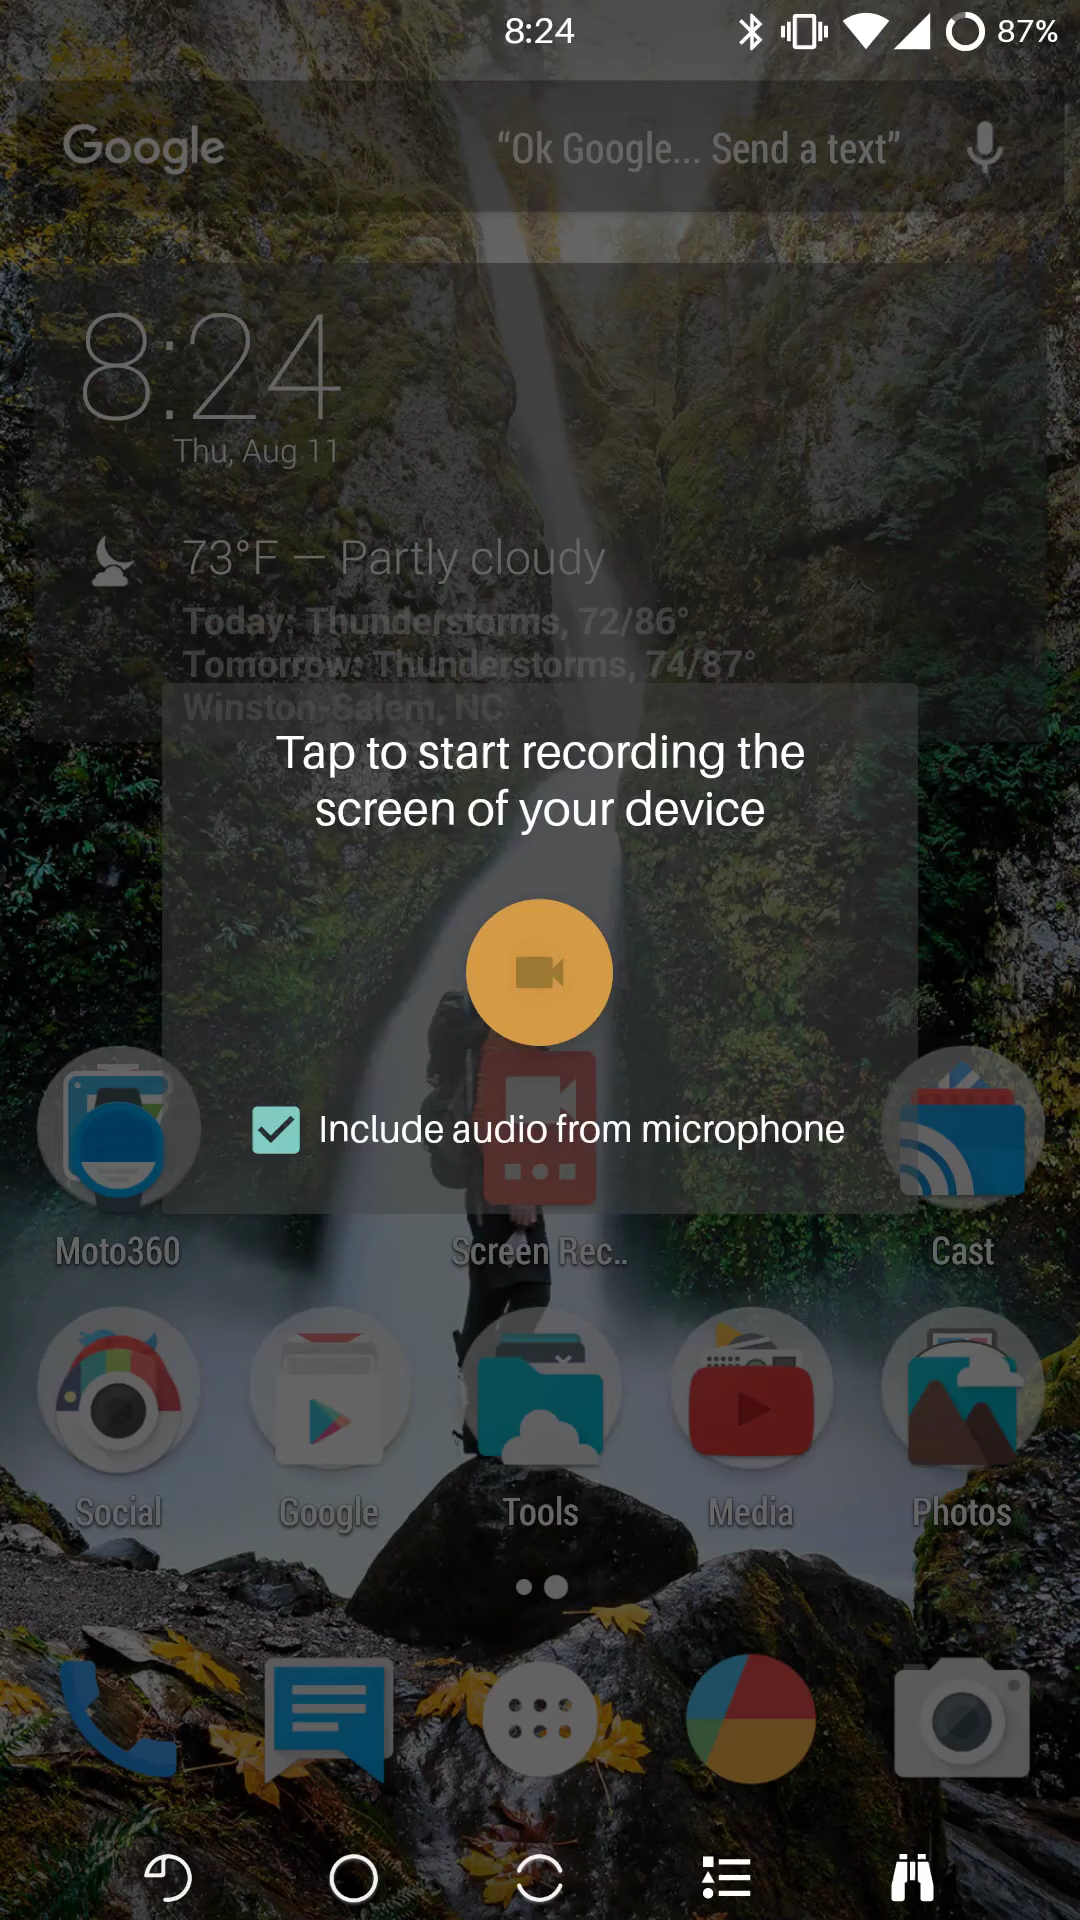 8:24
87%
Google
“Ok Google... Send a text”
8:24
Thu, Aug 11
73°F — Partly cloudy
Today: Thunderstorms, 72/86°
Tomorrow: Thunderstorms, 74/87°
Winston-Salem, NC
Tap to start recording the
screen of your device
Include audio from microphone
Moto360
Screen Rec..
Cast
Social
Google
Tools
Media
Photos